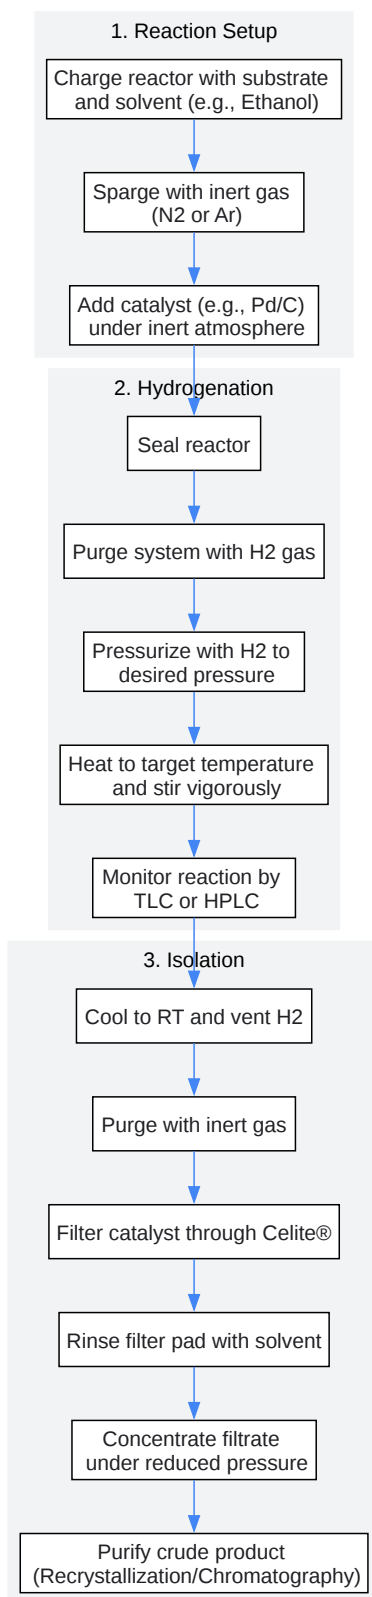 1. Reaction Setup
Charge reactor with substrate
and solvent (e.g., Ethanol)
Sparge with inert gas
(N2 or Ar)
Add catalyst (e.g., Pd/C)
under inert atmosphere
2. Hydrogenation
Seal reactor
Purge system with H2 gas
Pressurize with H2 to
desired pressure
Heat to target temperature
and stir vigorously
Monitor reaction by
TLC or HPLC
3. Isolation
Cool to RT and vent H2
Purge with inert gas
Filter catalyst through Celite®
Rinse filter pad with solvent
Concentrate filtrate
under reduced pressure
Purify crude product
(Recrystallization/Chromatography)